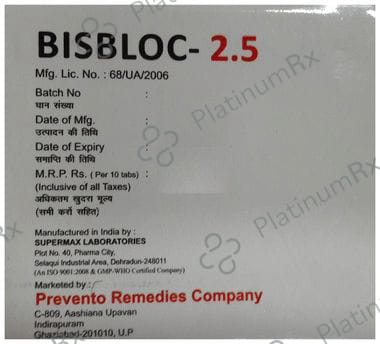 BISBLOC- 2.5
Mfg. Lic. No. : 68/UA/2006
Batch No :
घान संख्या
Date of Mfg. :
उत्पादन की तिथि
Date of Expiry :
समाप्ति की तिथि
M.R.P. Rs. ( Per 10 tabs) :
(Inclusive of all Taxes)
अधिकतम खुदरा मूल्य
(सभी करों सहित)
Manufactured in India by :
SUPERMAX LABORATORIES
Plot No. 40, Pharma City,
Selaqui Industrial Area, Dehradun-248011
(An ISO 9001:2008 & GMP-WHO Certified Company)
Marketed by :
Prevento Remedies Company
C-809, Aashiana Upavan
Indirapuram
Ghaziabad-201010, U.P
PlatinumRx
PlatinumRx
PlatinumRx
PlatinumRx